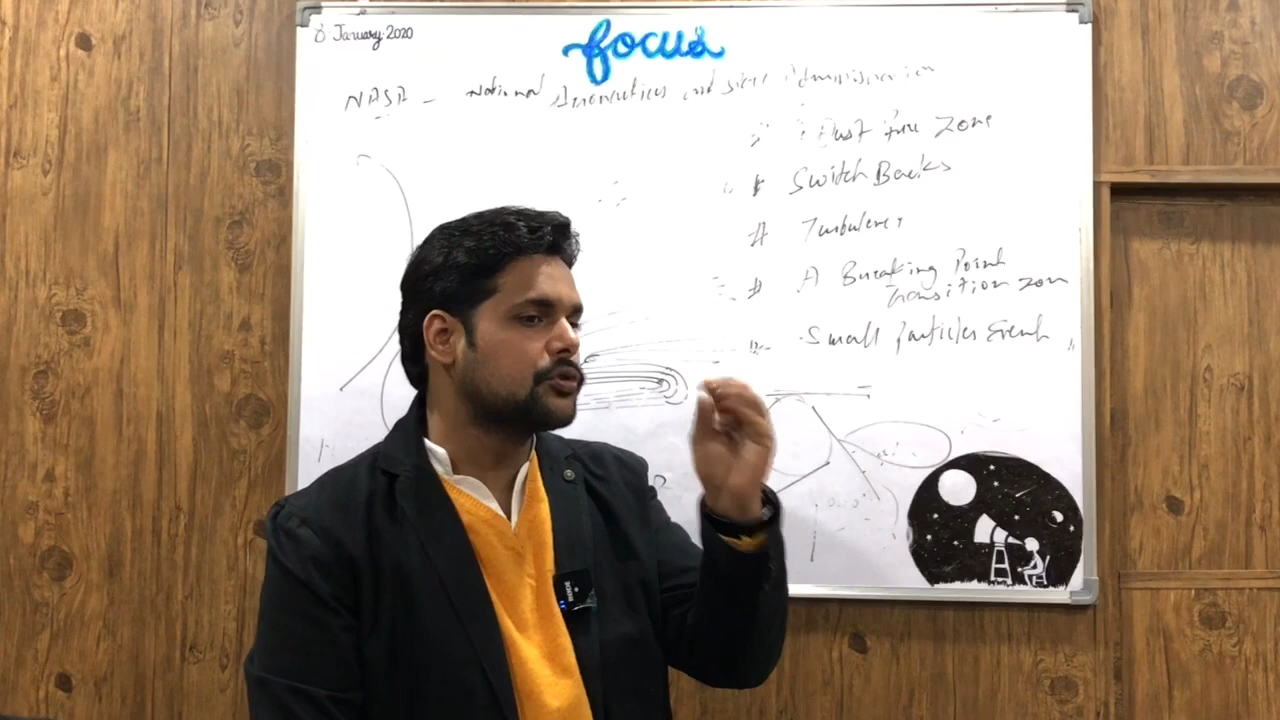 8 January 2020
focus
NASA - National Aeronautics and Space Administration
Dust free Zone
# Switch Backs
# Turbulence
# A Breaking Point
Transition Zone
Small Particles Event
RODE